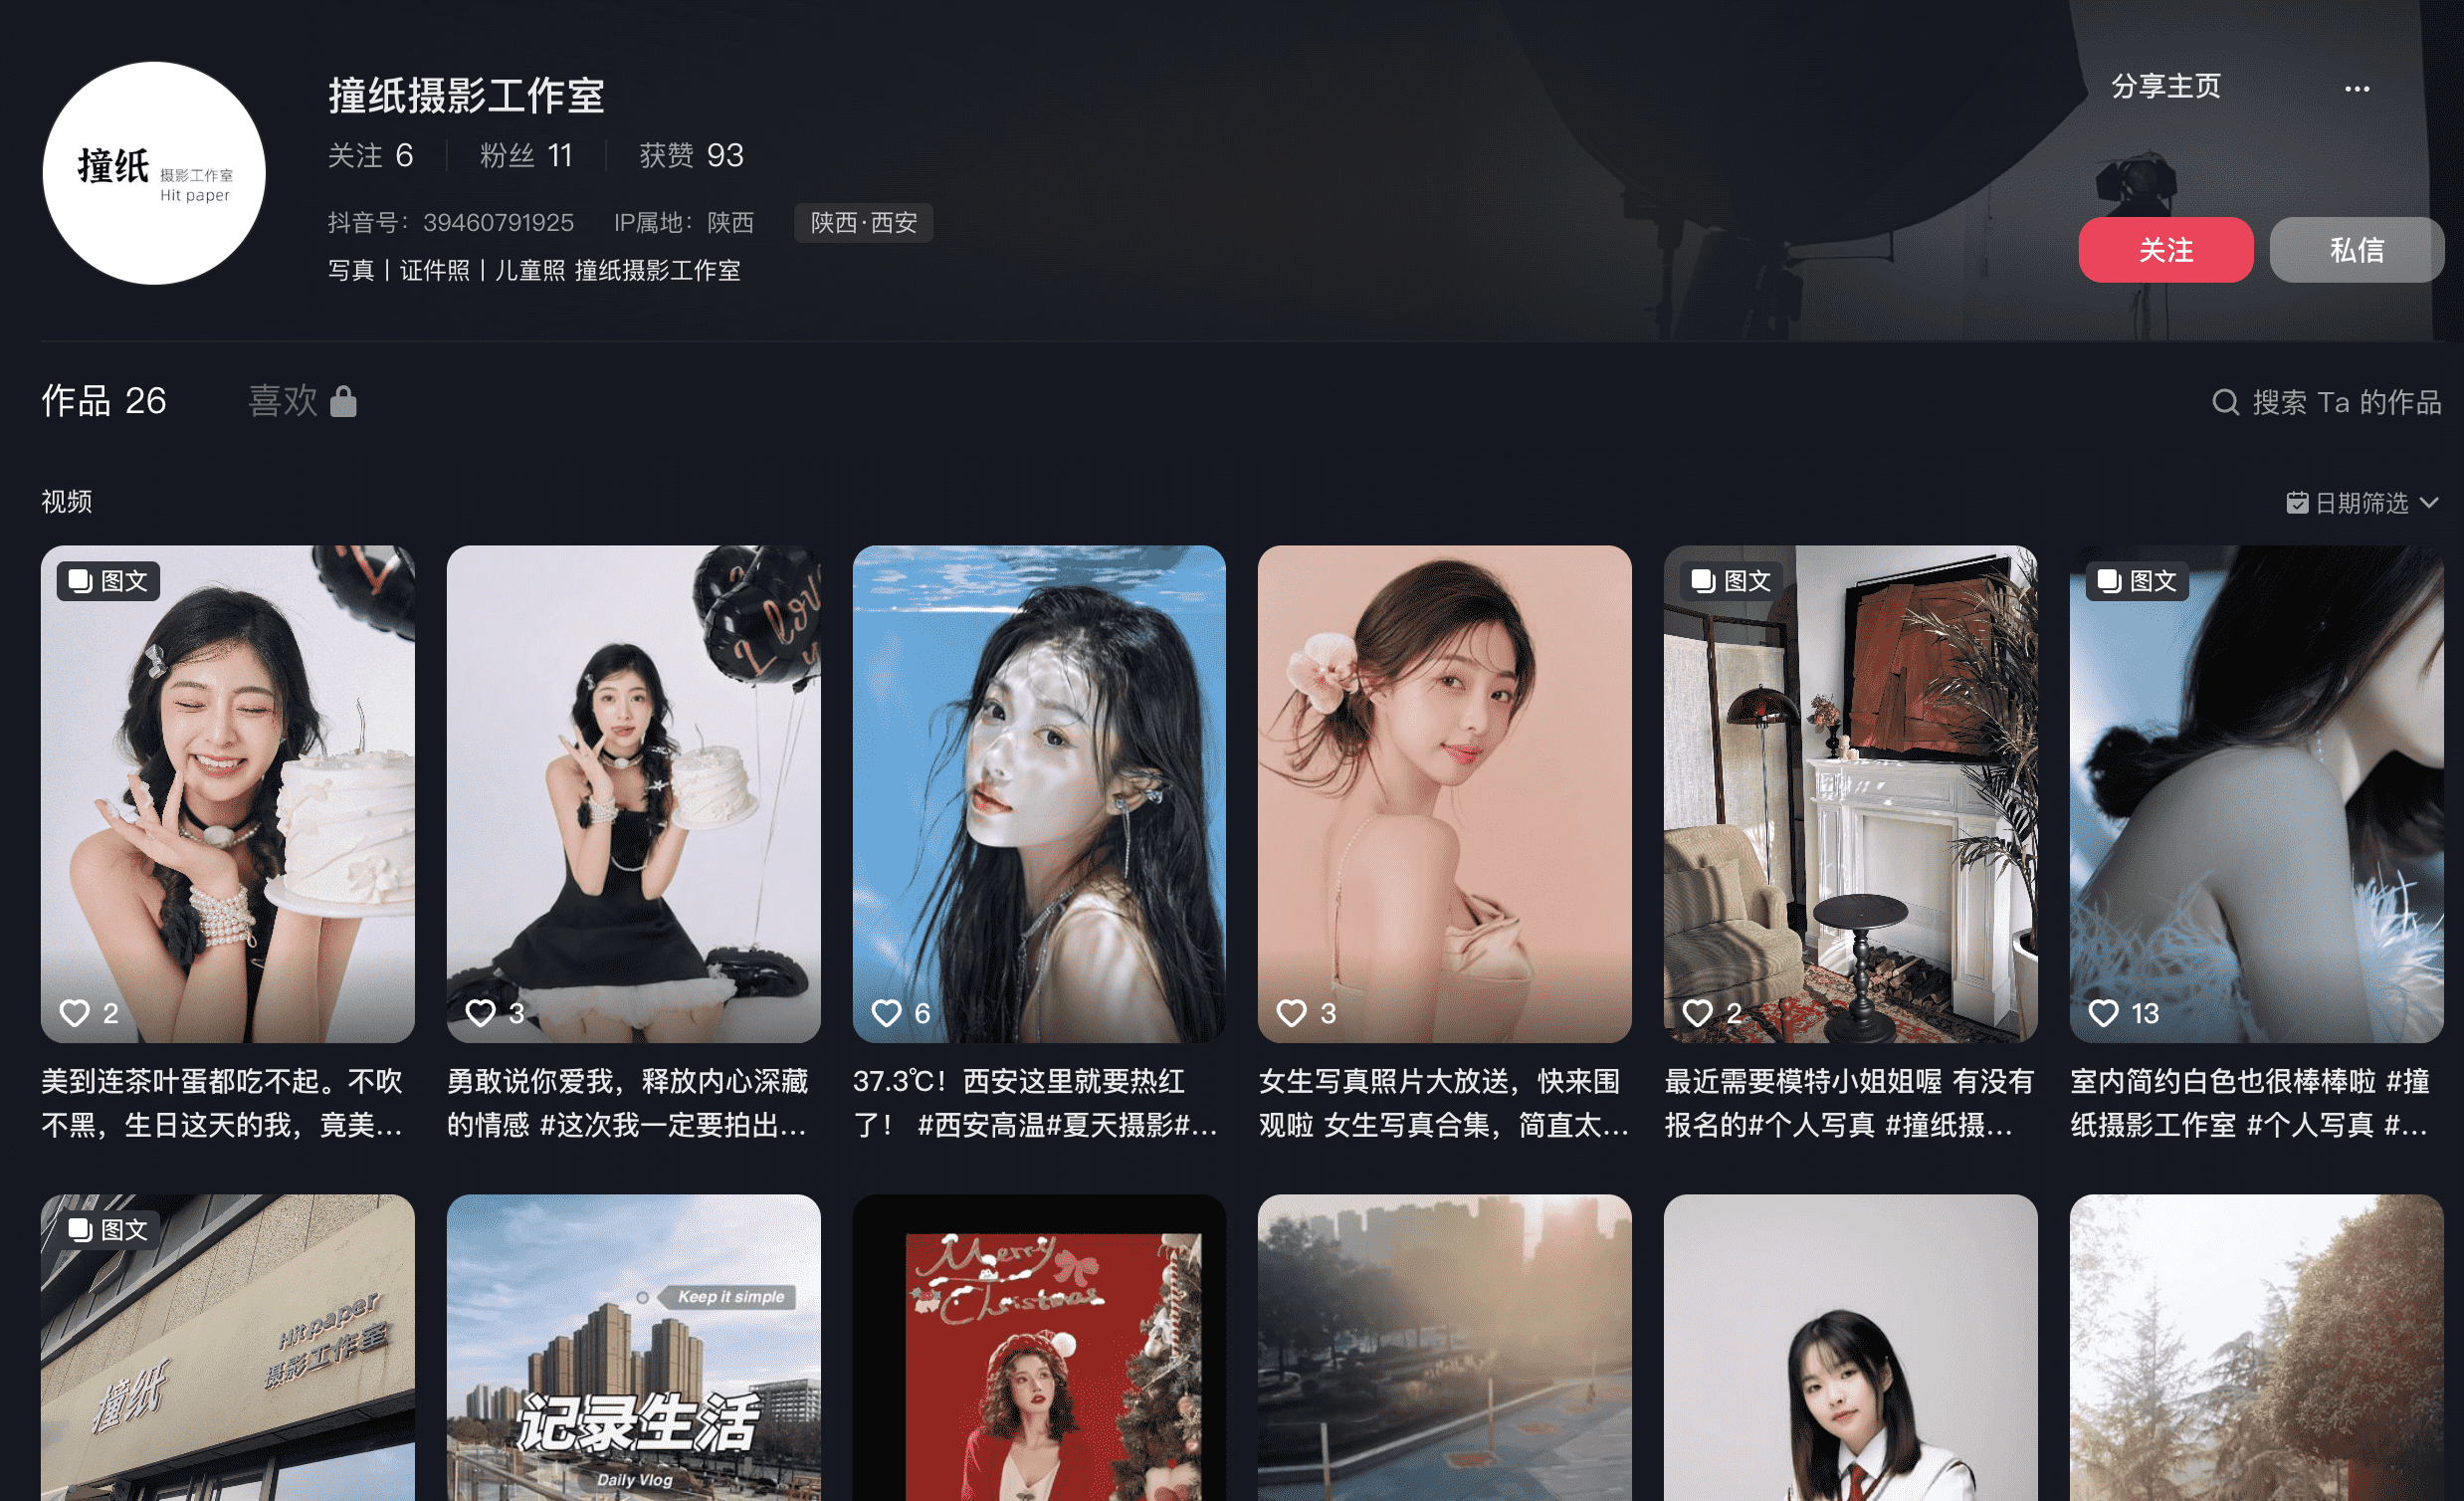 撞纸
摄影工作室
Hit paper
撞纸摄影工作室
关注 6
粉丝 11
获赞 93
抖音号：39460791925
IP属地：陕西
陕西·西安
写真丨证件照丨儿童照 撞纸摄影工作室
分享主页
...
关注
私信
作品 26
喜欢
搜索 Ta 的作品
视频
日期筛选
图文
2
美到连茶叶蛋都吃不起。不吹
不黑，生日这天的我，竟美...
I Lov
3
勇敢说你爱我，释放内心深藏
的情感 #这次我一定要拍出...
6
37.3℃！西安这里就要热红
了！ #西安高温#夏天摄影#...
3
女生写真照片大放送，快来围
观啦 女生写真合集，简直太...
图文
2
最近需要模特小姐姐喔 有没有
报名的#个人写真 #撞纸摄...
图文
13
室内简约白色也很棒棒啦 #撞
纸摄影工作室 #个人写真 #...
图文
Hit paper
摄影工作室
撞纸
Keep it simple
记录生活
Daily Vlog
Merry
Christmas